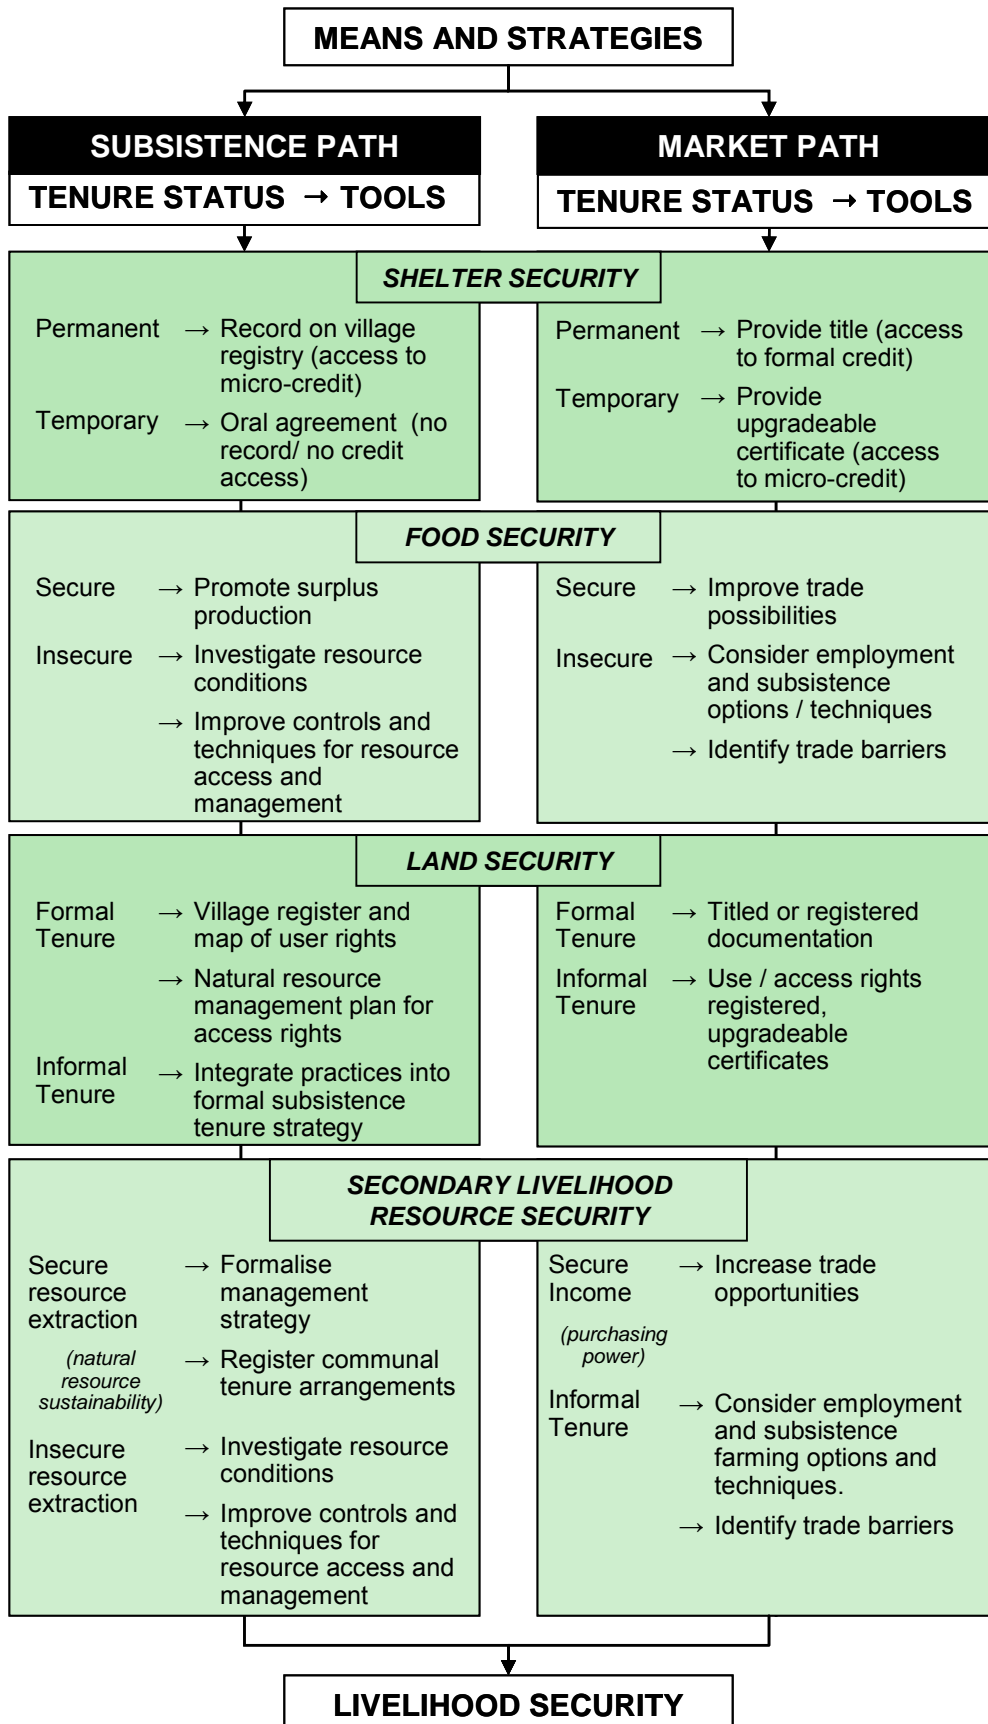 MEANS AND STRATEGIES
SUBSISTENCE PATH
TENURE STATUS → TOOLS
MARKET PATH
TENURE STATUS → TOOLS
SHELTER SECURITY
Permanent → Record on village
registry (access to
micro-credit)
Temporary → Oral agreement (no
record/ no credit
access)
Permanent → Provide title (access
to formal credit)
Temporary → Provide
upgradeable
certificate (access
to micro-credit)
FOOD SECURITY
Secure → Promote surplus
production
Insecure → Investigate resource
conditions
→ Improve controls and
techniques for resource
access and
management
Secure → Improve trade
possibilities
Insecure → Consider employment
and subsistence
options / techniques
→ Identify trade barriers
LAND SECURITY
Formal → Village register and
Tenure map of user rights
→ Natural resource
management plan for
access rights
Informal → Integrate practices into
Tenure formal subsistence
tenure strategy
Formal → Titled or registered
Tenure documentation
Informal → Use / access rights
Tenure registered,
upgradeable
certificates
SECONDARY LIVELIHOOD
RESOURCE SECURITY
Secure → Formalise
resource management
extraction strategy
(natural → Register communal
resource tenure arrangements
sustainability)
Insecure → Investigate resource
resource conditions
extraction → Improve controls and
techniques for
resource access and
management
Secure → Increase trade
Income opportunities
(purchasing
power)
Informal → Consider employment
Tenure and subsistence
farming options and
techniques.
→ Identify trade barriers
LIVELIHOOD SECURITY